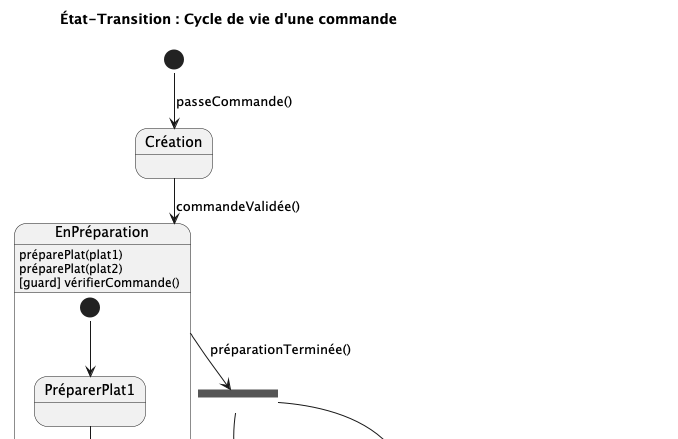 État-Transition : Cycle de vie d'une commande
passeCommande()
Création
commandeValidée()
EnPréparation
préparePlat(plat1)
préparePlat(plat2)
[guard] vérifierCommande()
préparationTerminée()
PréparerPlat1